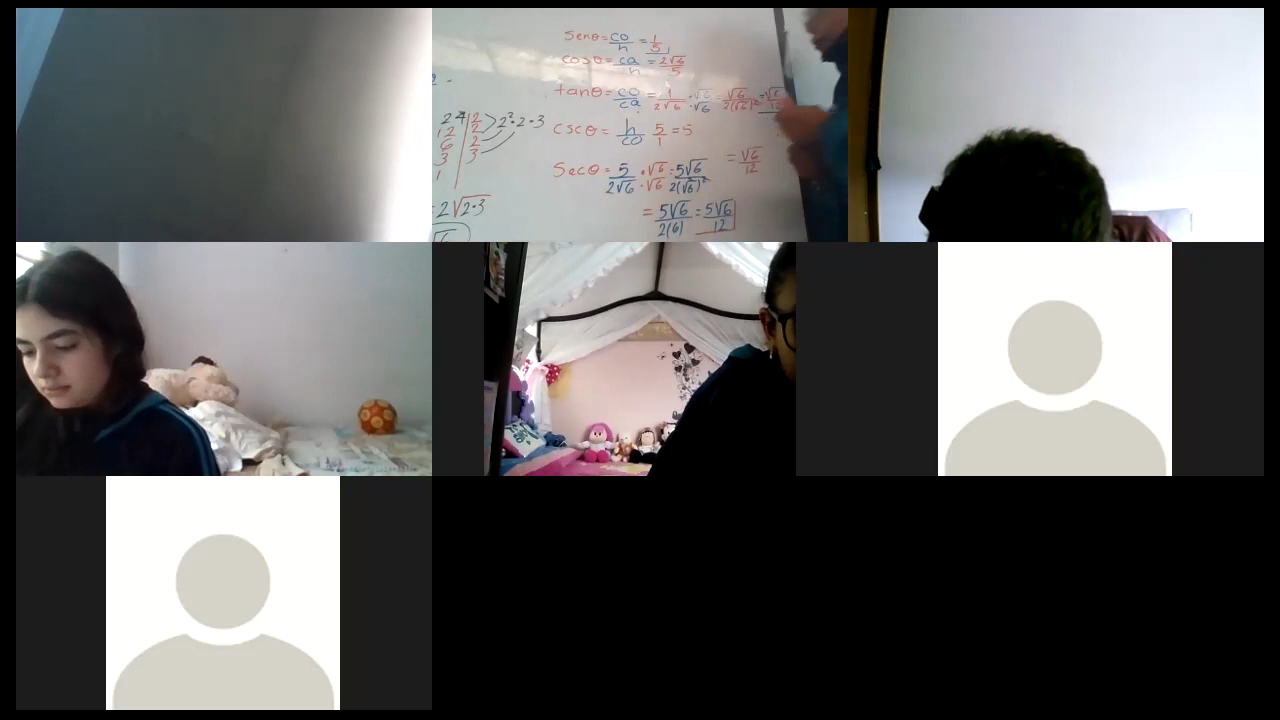 senθ = co/h = 1/5
cosθ = ca/h = 2√6/5
tanθ = co/ca = 1/2√6 · √6/√6 = √6/2(√6)² = √6/12
= √6/12
cscθ = h/co 5/1 = 5
secθ = 5/2√6 · √6/√6 = 5√6/2(√6)²
= 5√6/2(6) = 5√6/12
24 | 2 > 2²·2·3
12 | 2
6 | 2
3 | 3
1
= 2√2·3